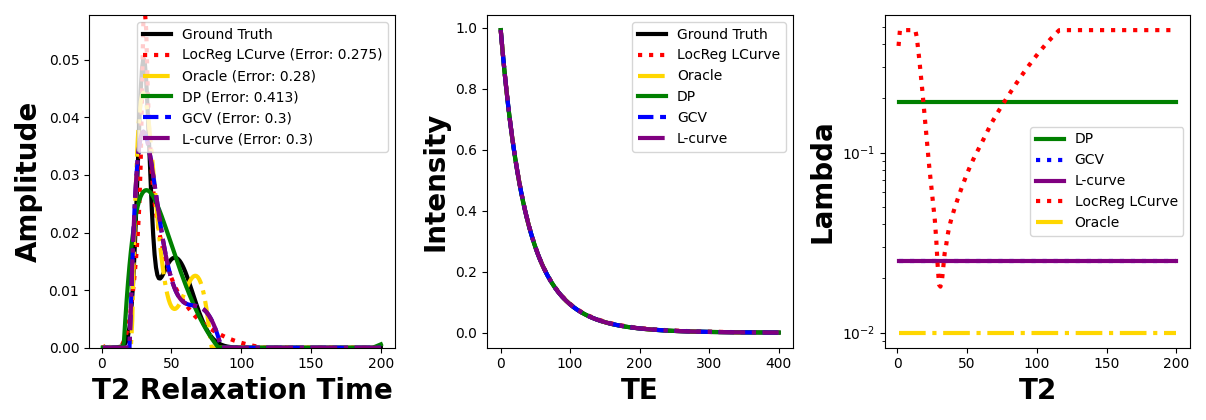 Amplitude
0.05
0.04
0.03
0.02
0.01
0.00
Ground Truth
LocReg LCurve (Error: 0.275)
Oracle (Error: 0.28)
DP (Error: 0.413)
GCV (Error: 0.3)
L-curve (Error: 0.3)
0 50 100 150 200
T2 Relaxation Time
Intensity
1.0
0.8
0.6
0.4
0.2
0.0
Ground Truth
LocReg LCurve
Oracle
DP
GCV
L-curve
0 100 200 300 400
TE
Lambda
10⁻¹
10⁻²
DP
GCV
L-curve
LocReg LCurve
Oracle
0 50 100 150 200
T2